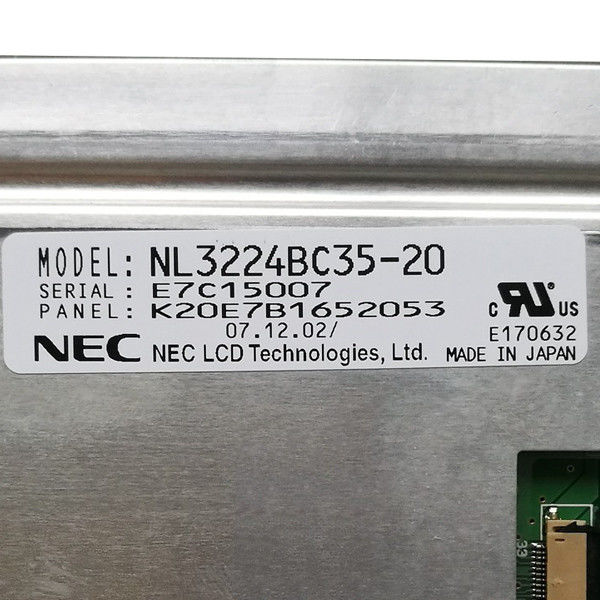 MODEL: NL3224BC35-20
SERIAL : E7C15007
PANEL: K20E7B1652053
07.12.02/
NEC NEC LCD Technologies, Ltd. MADE IN JAPAN
c RU US
E170632
33